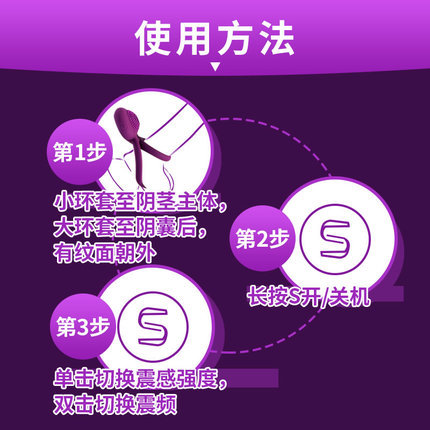 使用方法
第1步
小环套至阴茎主体，
大环套至阴囊后，
有纹面朝外
第2步
S
长按S开/关机
第3步
S
单击切换震感强度，
双击切换震频